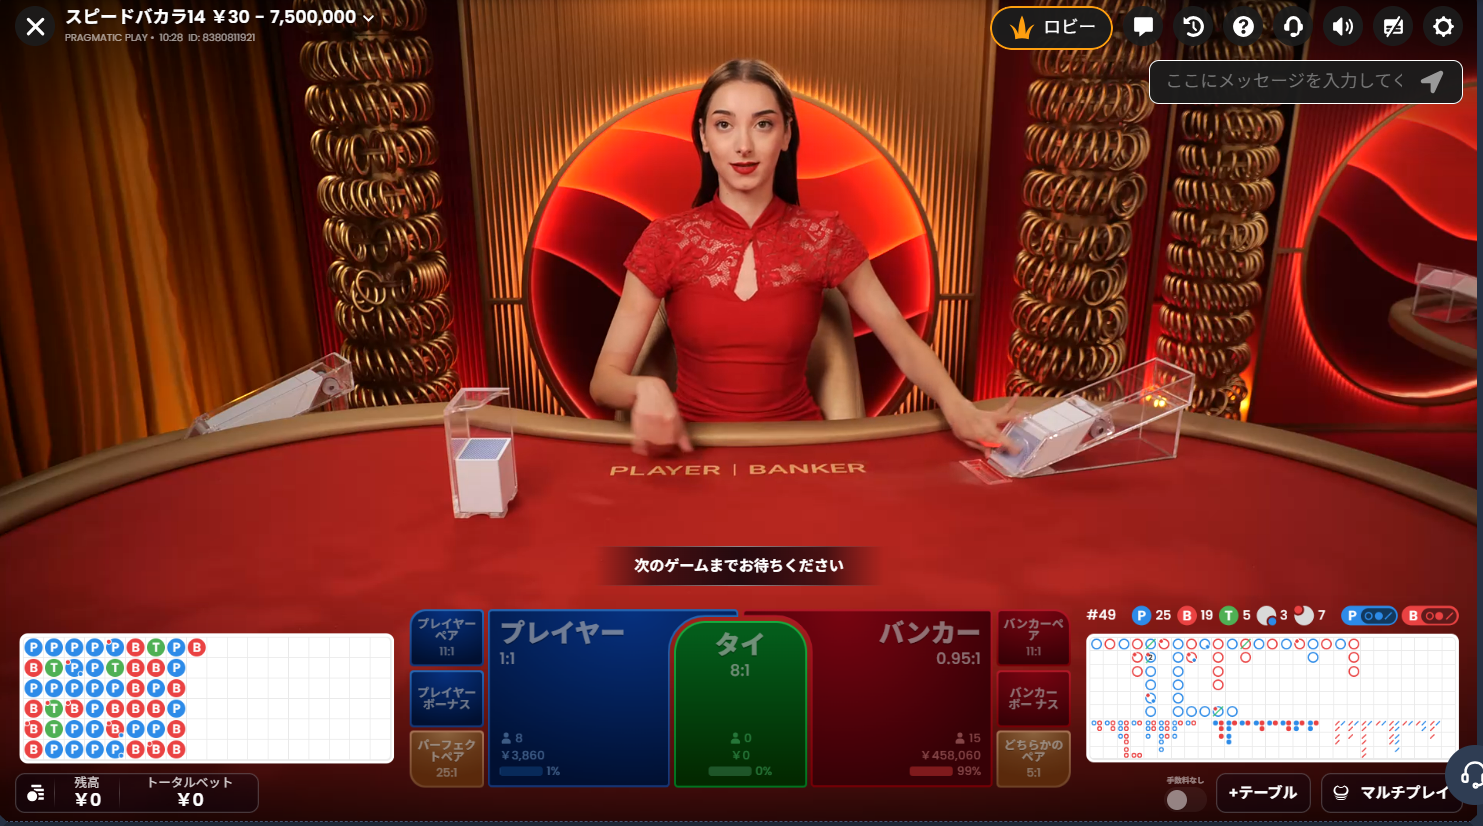 スピードバカラ14 ￥30 - 7,500,000
PRAGMATIC PLAY • 10:28 ID: 8380811921
ロビー
ここにメッセージを入力してく
PLAYER | BANKER
次のゲームまでお待ちください
P P P P P B T P B
B T P P T B B P
P P P P P B P B
B T B P B B B P
B T P P B P P B
B P P P P B B B
残高
￥0
トータルベット
￥0
プレイヤー
ペア
11:1
プレイヤー
ボーナス
パーフェク
トペア
25:1
プレイヤー
1:1
8
￥3,860
1%
タイ
8:1
0
￥0
0%
バンカー
0.95:1
15
￥458,060
99%
バンカーペ
ア
11:1
バンカー
ボー ナス
どちらかの
ペア
5:1
#49 P 25 B 19 T 5 3 7 P B
手数料なし
+テーブル
マルチプレイ